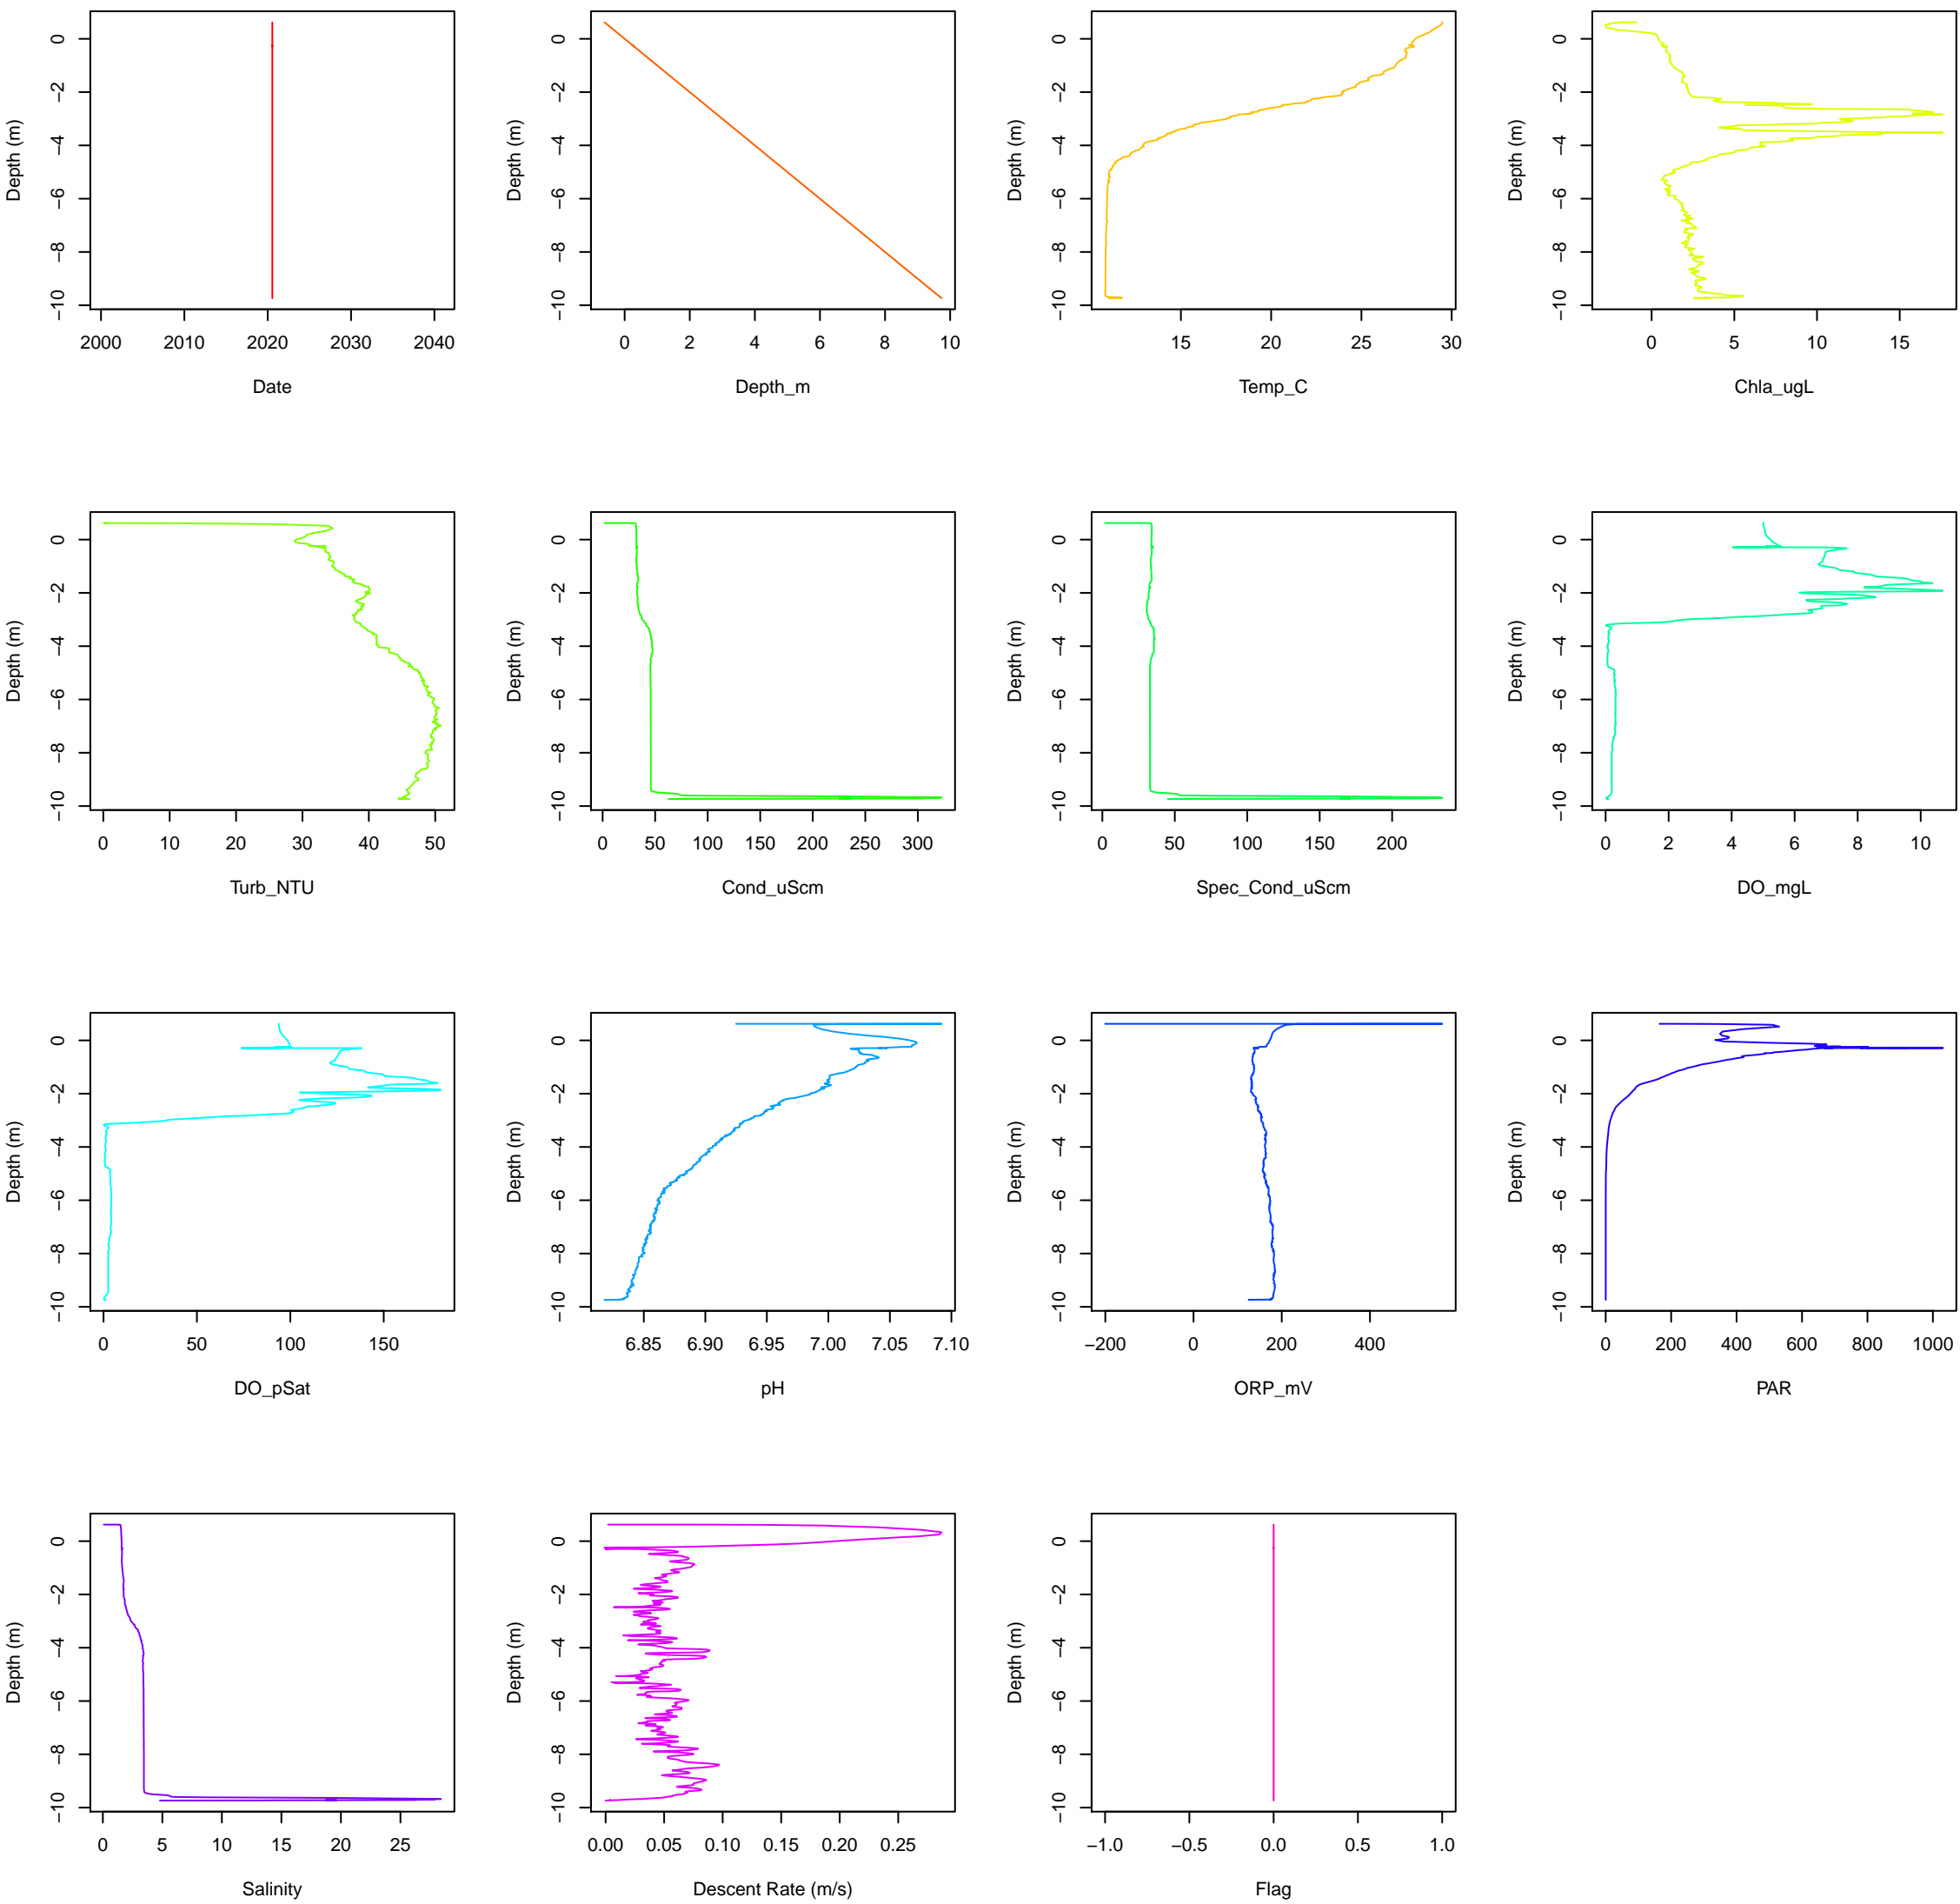 Depth (m)
0
−2
−4
−6
−8
−10
2000 2010 2020 2030 2040
Date
Depth (m)
0
−2
−4
−6
−8
−10
0 2 4 6 8 10
Depth_m
Depth (m)
0
−2
−4
−6
−8
−10
15 20 25 30
Temp_C
Depth (m)
0
−2
−4
−6
−8
−10
0 5 10 15
Chla_ugL
Depth (m)
0
−2
−4
−6
−8
−10
0 10 20 30 40 50
Turb_NTU
Depth (m)
0
−2
−4
−6
−8
−10
0 50 100 150 200 250 300
Cond_uScm
Depth (m)
0
−2
−4
−6
−8
−10
0 50 100 150 200
Spec_Cond_uScm
Depth (m)
0
−2
−4
−6
−8
−10
0 2 4 6 8 10
DO_mgL
Depth (m)
0
−2
−4
−6
−8
−10
0 50 100 150
DO_pSat
Depth (m)
0
−2
−4
−6
−8
−10
6.85 6.90 6.95 7.00 7.05 7.10
pH
Depth (m)
0
−2
−4
−6
−8
−10
−200 0 200 400
ORP_mV
Depth (m)
0
−2
−4
−6
−8
−10
0 200 400 600 800 1000
PAR
Depth (m)
0
−2
−4
−6
−8
−10
0 5 10 15 20 25
Salinity
Depth (m)
0
−2
−4
−6
−8
−10
0.00 0.05 0.10 0.15 0.20 0.25
Descent Rate (m/s)
Depth (m)
0
−2
−4
−6
−8
−10
−1.0 −0.5 0.0 0.5 1.0
Flag